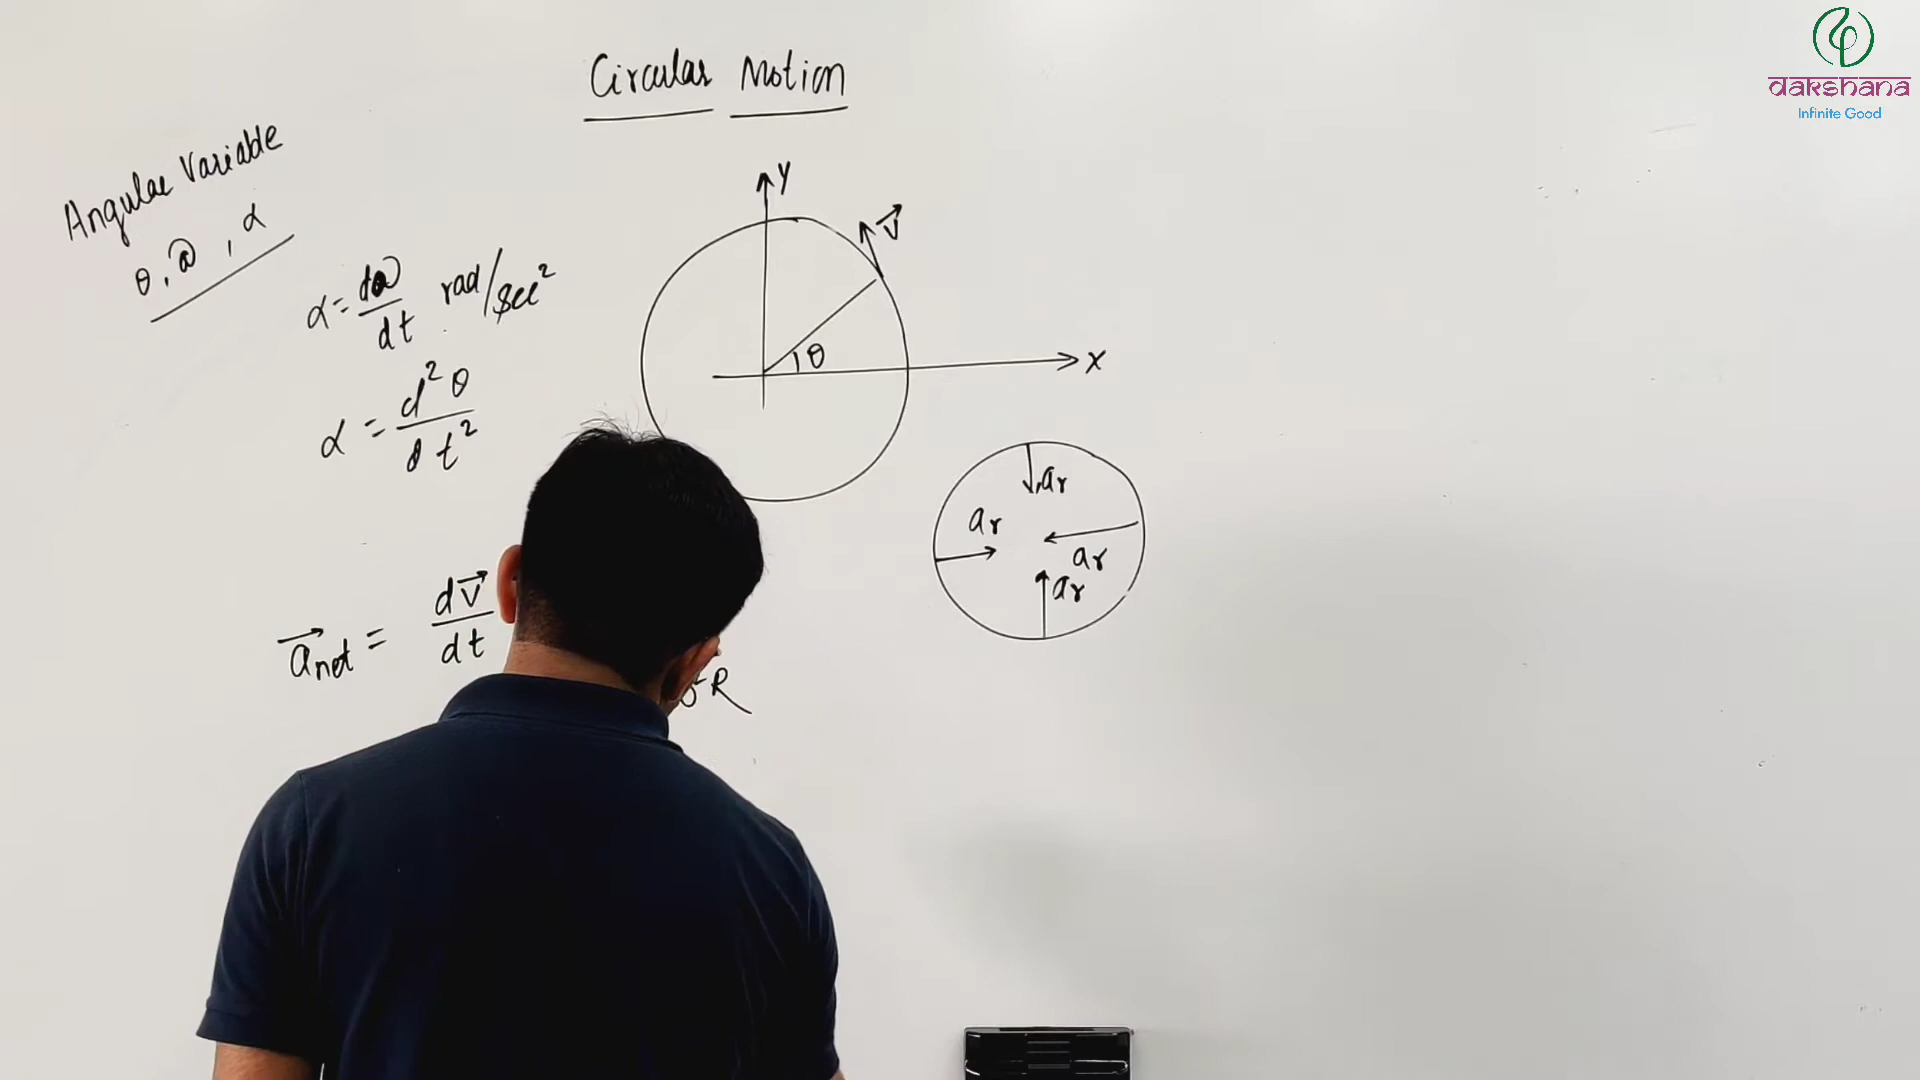 Circular Motion
Angular Variable
θ, ω, α
α = dω/dt rad/sec²
α = d²θ/dt²
Y
v⃗
θ
X
ar
ar
ar
ar
a⃗net = dv⃗/dt
R
dakshana
Infinite Good